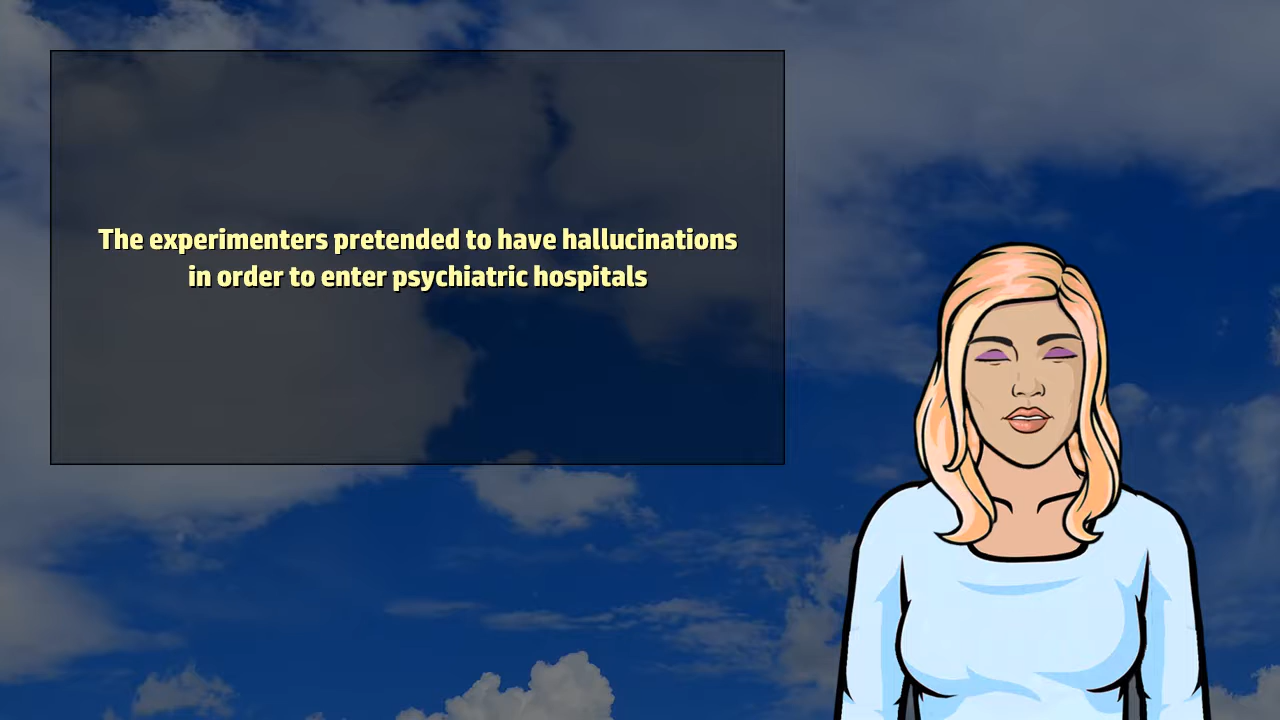 The experimenters pretended to have hallucinations
in order to enter psychiatric hospitals